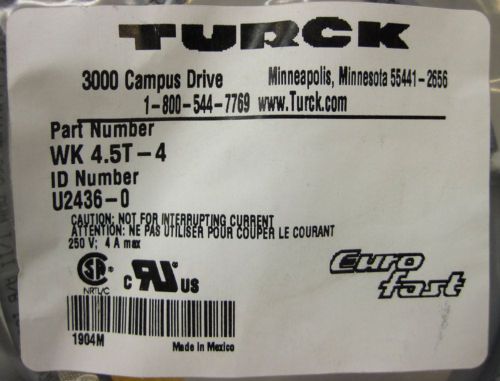 TURCK
3000 Campus Drive Minneapolis, Minnesota 55441-2656
1-800-544-7769 www.Turck.com
Part Number
WK 4.5T-4
ID Number
U2436-0
CAUTION: NOT FOR INTERRUPTING CURRENT
ATTENTION: NE PAS UTILISER POUR COUPER LE COURANT
250 V; 4 A max
SA
NRTL/C
c RU US
Euro
fast
1904M
Made in Mexico